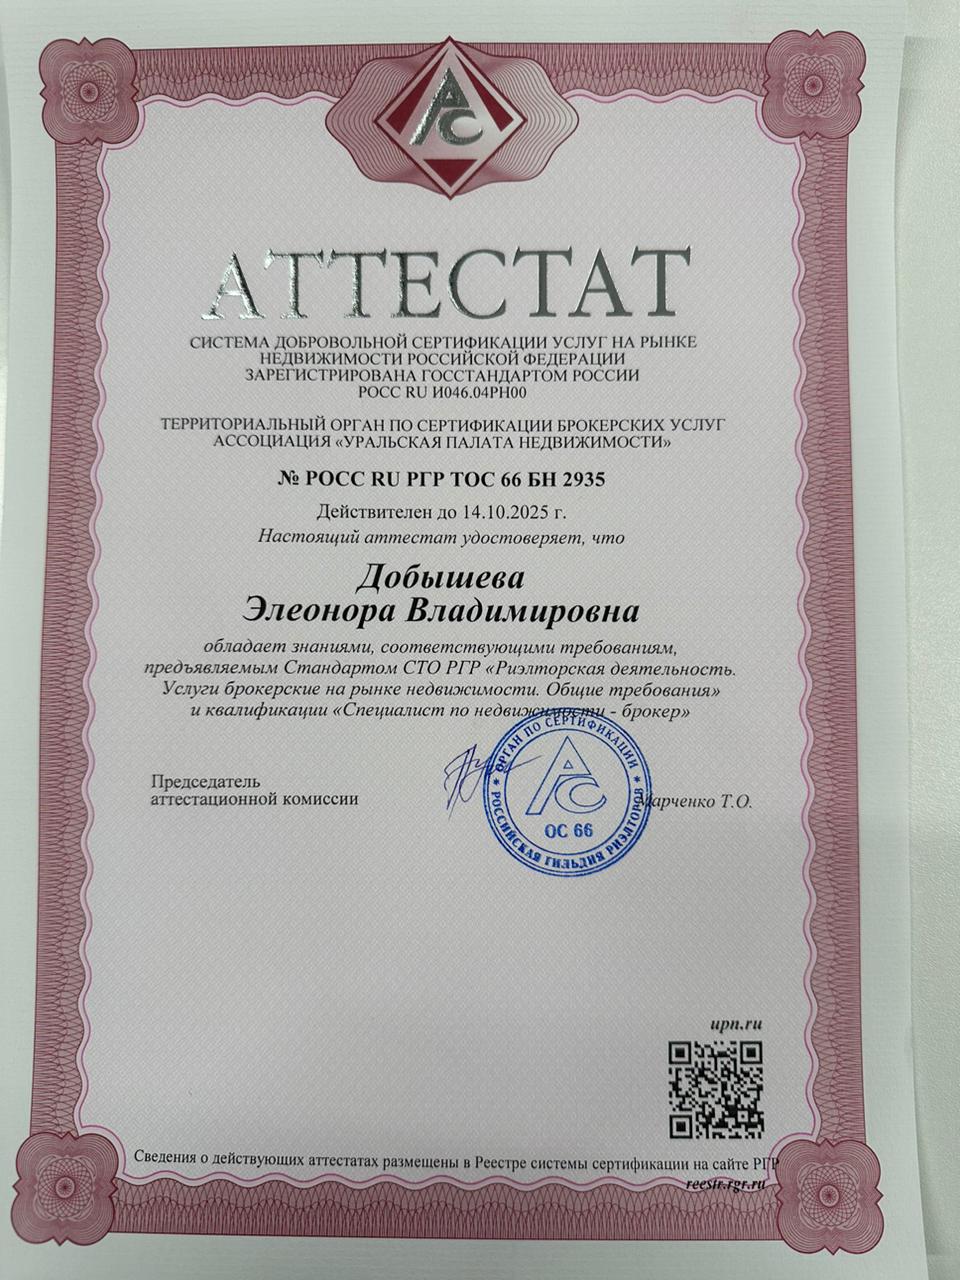 АС
АТТЕСТАТ
СИСТЕМА ДОБРОВОЛЬНОЙ СЕРТИФИКАЦИИ УСЛУГ НА РЫНКЕ
НЕДВИЖИМОСТИ РОССИЙСКОЙ ФЕДЕРАЦИИ
ЗАРЕГИСТРИРОВАНА ГОССТАНДАРТОМ РОССИИ
РОСС RU И046.04РН00
ТЕРРИТОРИАЛЬНЫЙ ОРГАН ПО СЕРТИФИКАЦИИ БРОКЕРСКИХ УСЛУГ
АССОЦИАЦИЯ «УРАЛЬСКАЯ ПАЛАТА НЕДВИЖИМОСТИ»
№ РОСС RU РГР ТОС 66 БН 2935
Действителен до 14.10.2025 г.
Настоящий аттестат удостоверяет, что
Добышева
Элеонора Владимировна
обладает знаниями, соответствующими требованиям,
предъявляемым Стандартом СТО РГР «Риэлторская деятельность.
Услуги брокерские на рынке недвижимости. Общие требования»
и квалификации «Специалист по недвижимости - брокер»
Председатель
аттестационной комиссии
Марченко Т.О.
ОРГАН ПО СЕРТИФИКАЦИИ
АС
ОС 66
* РОССИЙСКАЯ ГИЛЬДИЯ РИЭЛТОРОВ *
upn.ru
Сведения о действующих аттестатах размещены в Реестре системы сертификации на сайте РГР
reestr.rgr.ru